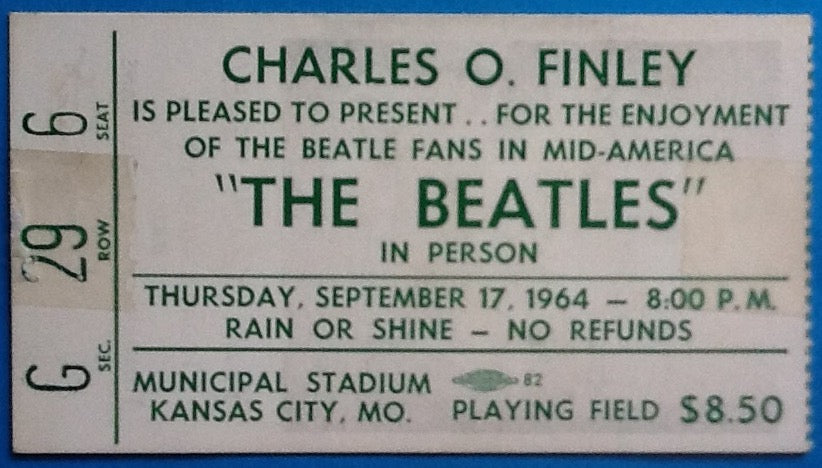 CHARLES O. FINLEY
IS PLEASED TO PRESENT . . FOR THE ENJOYMENT
OF THE BEATLE FANS IN MID-AMERICA
"THE BEATLES"
IN PERSON
THURSDAY, SEPTEMBER 17, 1964 — 8:00 P.M.
RAIN OR SHINE — NO REFUNDS
MUNICIPAL STADIUM 82
KANSAS CITY, MO. PLAYING FIELD $8.50
G SEC.
29 ROW
6 SEAT